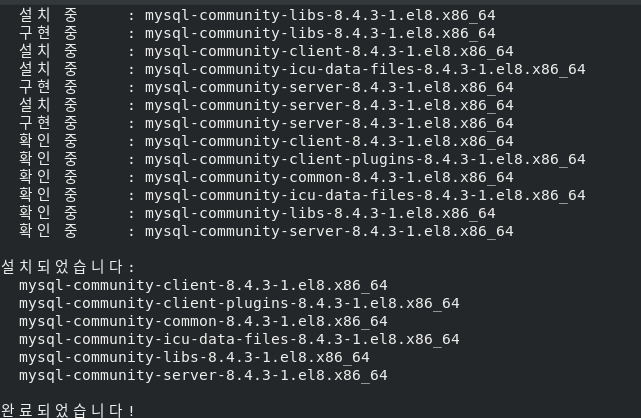 설치 중 : mysql-community-libs-8.4.3-1.el8.x86_64
구현 중 : mysql-community-libs-8.4.3-1.el8.x86_64
설치 중 : mysql-community-client-8.4.3-1.el8.x86_64
설치 중 : mysql-community-icu-data-files-8.4.3-1.el8.x86_64
구현 중 : mysql-community-server-8.4.3-1.el8.x86_64
설치 중 : mysql-community-server-8.4.3-1.el8.x86_64
구현 중 : mysql-community-server-8.4.3-1.el8.x86_64
확인 중 : mysql-community-client-8.4.3-1.el8.x86_64
확인 중 : mysql-community-client-plugins-8.4.3-1.el8.x86_64
확인 중 : mysql-community-common-8.4.3-1.el8.x86_64
확인 중 : mysql-community-icu-data-files-8.4.3-1.el8.x86_64
확인 중 : mysql-community-libs-8.4.3-1.el8.x86_64
확인 중 : mysql-community-server-8.4.3-1.el8.x86_64
설치되었습니다:
mysql-community-client-8.4.3-1.el8.x86_64
mysql-community-client-plugins-8.4.3-1.el8.x86_64
mysql-community-common-8.4.3-1.el8.x86_64
mysql-community-icu-data-files-8.4.3-1.el8.x86_64
mysql-community-libs-8.4.3-1.el8.x86_64
mysql-community-server-8.4.3-1.el8.x86_64
완료되었습니다!